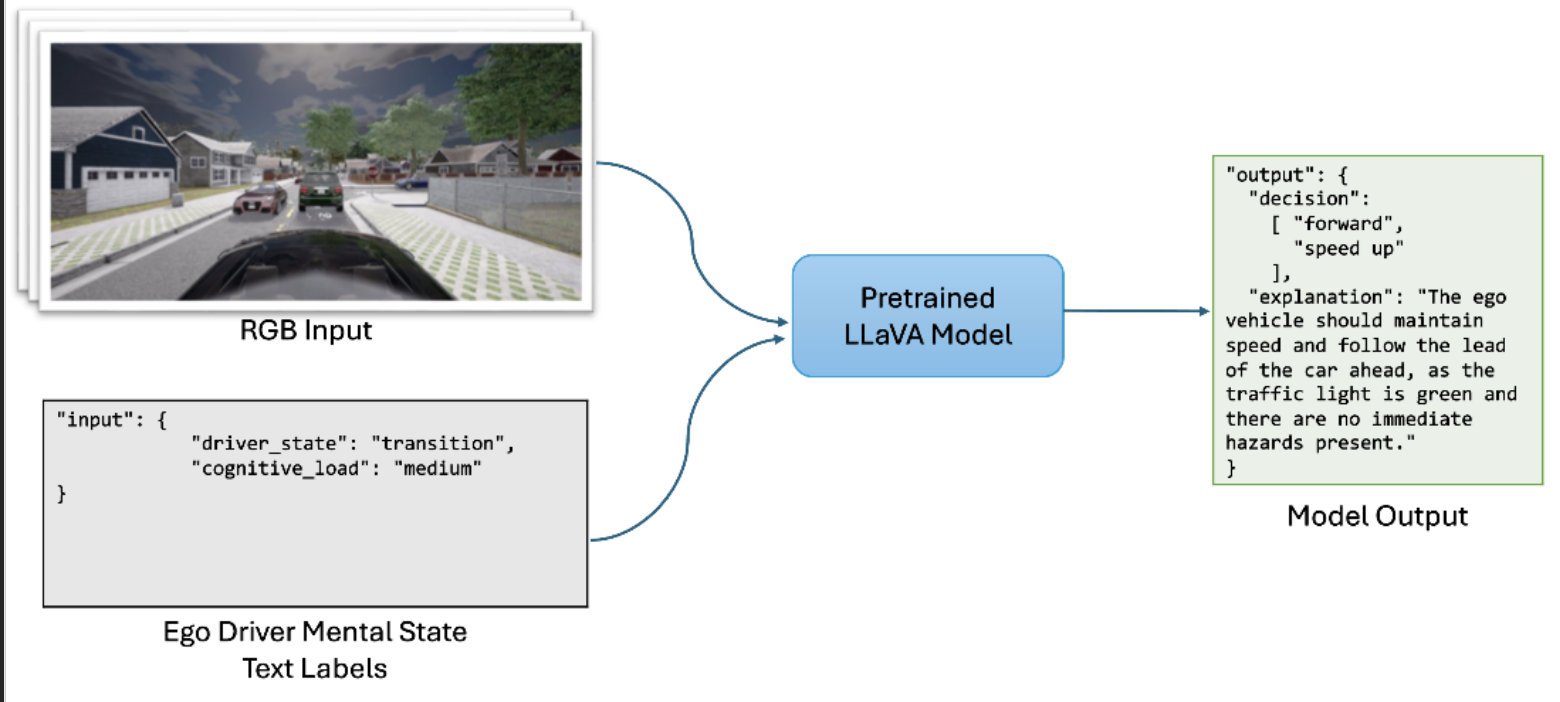 RGB Input
"input": {
"driver_state": "transition",
"cognitive_load": "medium"
}
Ego Driver Mental State
Text Labels
Pretrained
LLaVA Model
"output": {
"decision":
[ "forward",
"speed up"
],
"explanation": "The ego
vehicle should maintain
speed and follow the lead
of the car ahead, as the
traffic light is green and
there are no immediate
hazards present."
}
Model Output